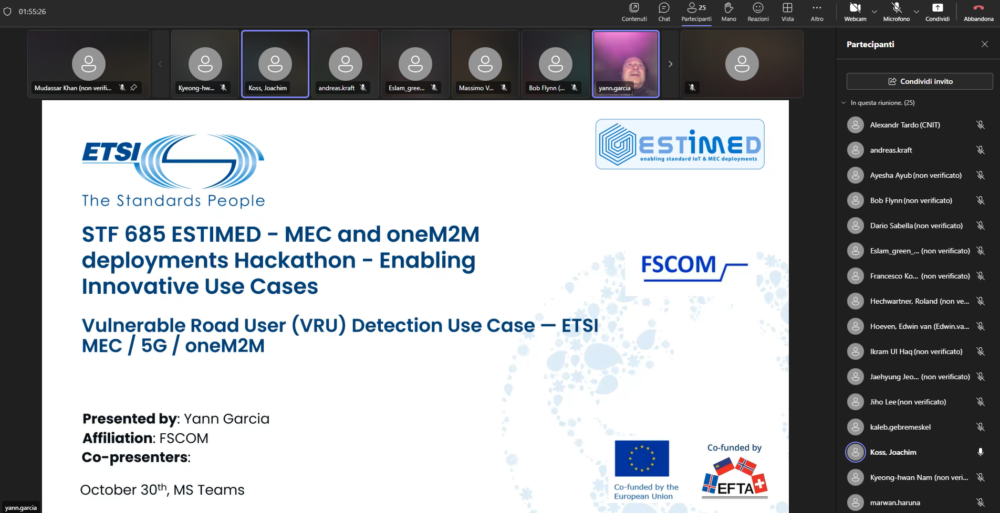 01:55:26
Contenuti
Chat
25
Partecipanti
Mano
Reazioni
Vista
Altro
Webcam
Microfono
Condividi
Abbandona
Mudassar Khan (non verifi...
Kyeong-hw...
Koss, Joachim
andreas.kraft
Eslam_gree...
Massimo V...
Bob Flynn (...
yann.garcia
ETSI
The Standards People
ESTIMED
enabling standard IoT & MEC deployments
STF 685 ESTIMED - MEC and oneM2M
deployments Hackathon - Enabling
Innovative Use Cases
FSCOM
Vulnerable Road User (VRU) Detection Use Case — ETSI
MEC / 5G / oneM2M
Presented by: Yann Garcia
Affiliation: FSCOM
Co-presenters:
October 30th, MS Teams
Co-funded by the
European Union
Co-funded by
EFTA
yann.garcia
Partecipanti
Condividi invito
In questa riunione. (25)
Alexandr Tardo (CNIT)
andreas.kraft
Ayesha Ayub (non verificato)
Bob Flynn (non verificato)
Dario Sabella (non verificato)
Eslam_green_... (non verificato)
Francesco Ko... (non verificato)
Hechwartner, Roland (non ve...
Hoeven, Edwin van (Edwin.va...
Ikram Ul Haq (non verificato)
Jaehyung Jeo... (non verificato)
Jiho Lee (non verificato)
kaleb.gebremeskel
Koss, Joachim
Kyeong-hwan Nam (non veri...
marwan.haruna